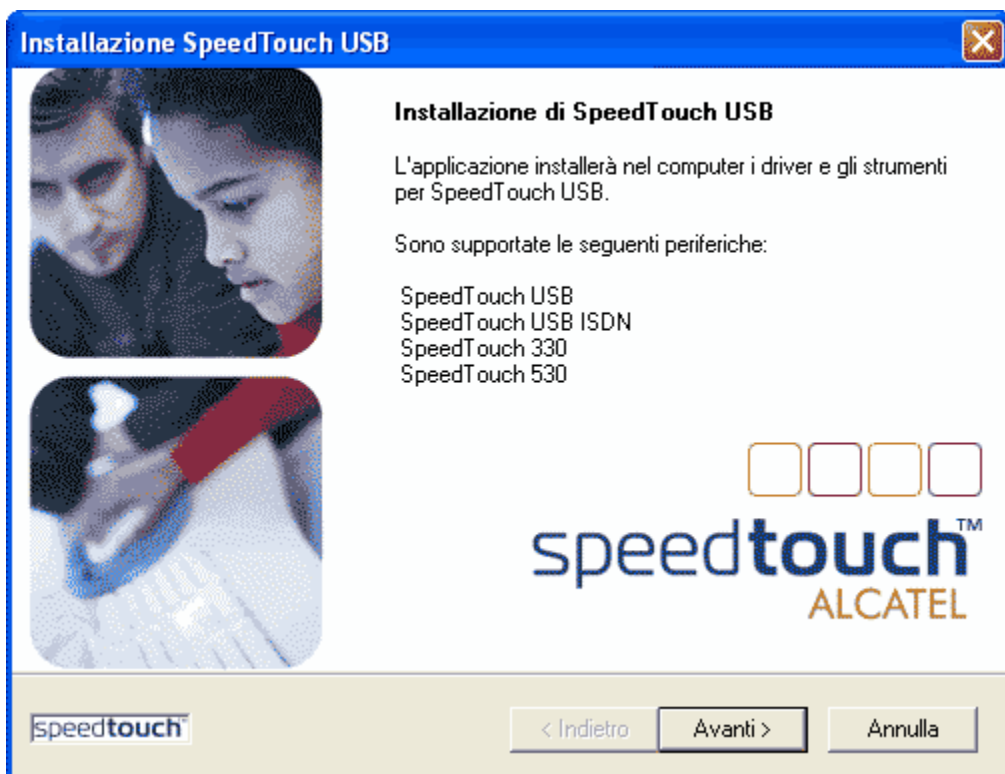 Installazione SpeedTouch USB
Installazione di SpeedTouch USB
L'applicazione installerà nel computer i driver e gli strumenti
per SpeedTouch USB.
Sono supportate le seguenti periferiche:
SpeedTouch USB
SpeedTouch USB ISDN
SpeedTouch 330
SpeedTouch 530
speedtouch™
ALCATEL
speedtouch™
< Indietro
Avanti >
Annulla